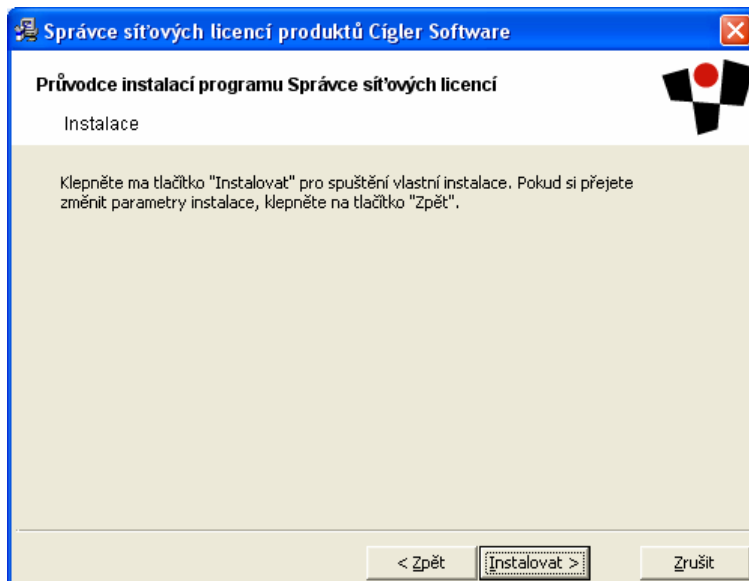 Správce síťových licencí produktů Cígler Software
Průvodce instalací programu Správce síťových licencí
Instalace
Klepněte ma tlačítko "Instalovat" pro spuštění vlastní instalace. Pokud si přejete
změnit parametry instalace, klepněte na tlačítko "Zpět".
< Zpět Instalovat > Zrušit